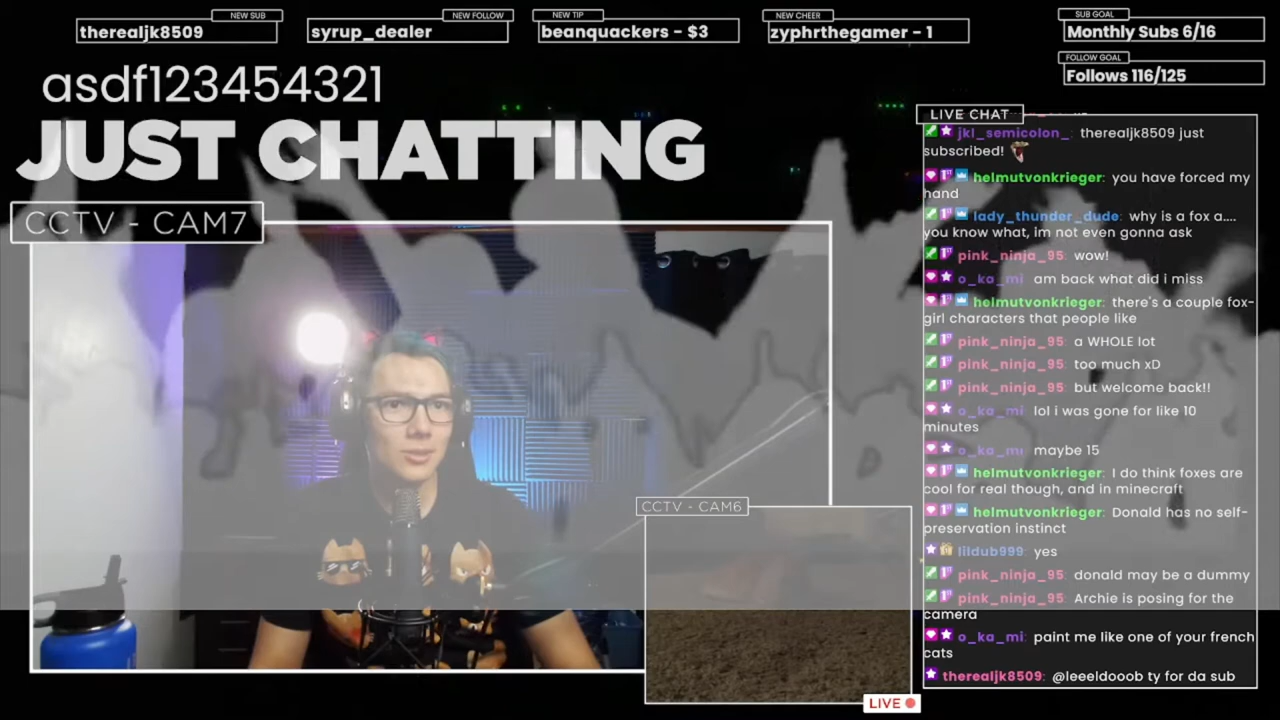 NEW SUB
therealjk8509
NEW FOLLOW
syrup_dealer
NEW TIP
beanquackers - $3
NEW CHEER
zyphrthegamer - 1
SUB GOAL
Monthly Subs 6/16
FOLLOW GOAL
Follows 116/125
asdf123454321
JUST CHATTING
CCTV - CAM7
CCTV - CAM6
LIVE
LIVE CHAT
jkl_semicolon_: therealjk8509 just
subscribed!
helmutvonkrieger: you have forced my
hand
lady_thunder_dude: why is a fox a....
you know what, im not even gonna ask
pink_ninja_95: wow!
o_ka_mi: am back what did i miss
helmutvonkrieger: there's a couple fox-
girl characters that people like
pink_ninja_95: a WHOLE lot
pink_ninja_95: too much xD
pink_ninja_95: but welcome back!!
o_ka_mi: lol i was gone for like 10
minutes
o_ka_mi: maybe 15
helmutvonkrieger: I do think foxes are
cool for real though, and in minecraft
helmutvonkrieger: Donald has no self-
preservation instinct
lildub999: yes
pink_ninja_95: donald may be a dummy
pink_ninja_95: Archie is posing for the
camera
o_ka_mi: paint me like one of your french
cats
therealjk8509: @leeeldooob ty for da sub